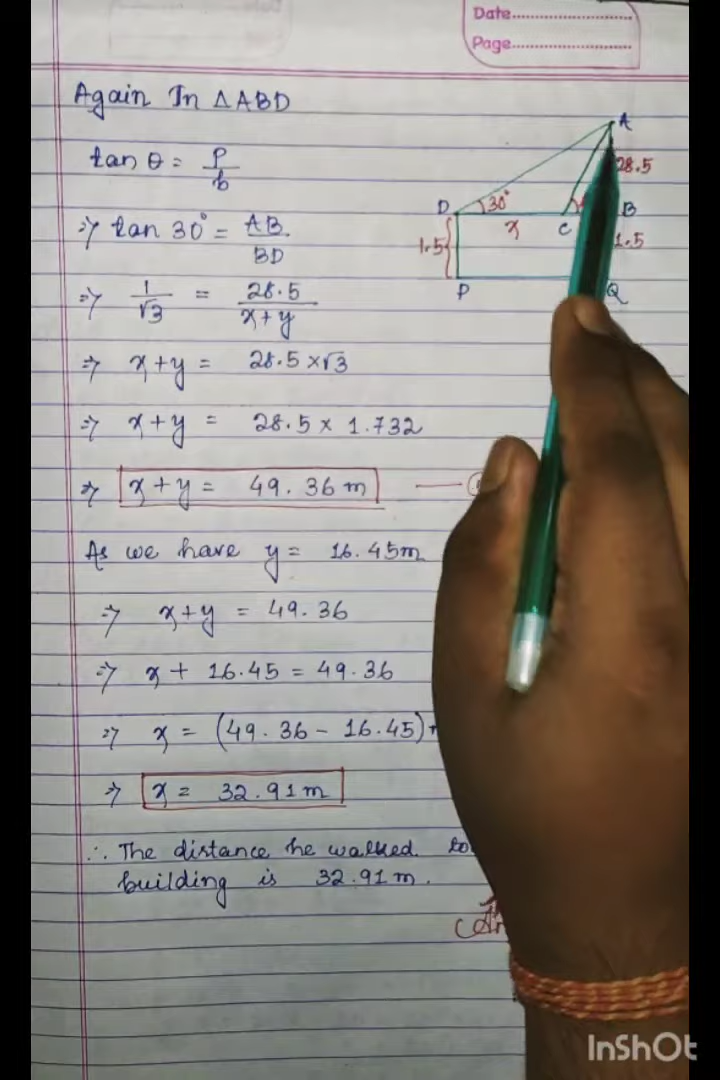 Date
Page
Again In △ABD
tan θ = P/b
⇒ tan 30° = AB/BD
⇒ 1/√3 = 28.5/x+y
⇒ x+y = 28.5 × √3
⇒ x+y = 28.5 × 1.732
⇒ x+y = 49.36 m
As we have y = 16.45m
⇒ x+y = 49.36
⇒ x + 16.45 = 49.36
⇒ x = (49.36 - 16.45)
⇒ x = 32.91 m
∴ The distance he walked
building is 32.91 m.
A
28.5
D 30° B
x C
1.5 1.5
P Q
InShOt